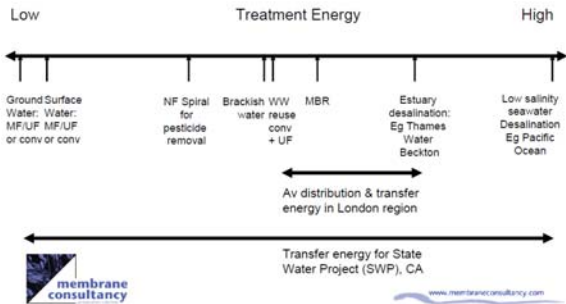 Low Treatment Energy High
Ground
Water:
MF/UF
or conv
Surface
Water:
MF/UF
or conv
NF Spiral
for
pesticide
removal
Brackish
water
WW
reuse
conv
+ UF
MBR
Estuary
desalination:
Eg Thames
Water
Beckton
Low salinity
seawater
Desalination
Eg Pacific
Ocean
Av distribution & transfer
energy in London region
Transfer energy for State
Water Project (SWP), CA
membrane
consultancy
www.membraneconsultancy.com